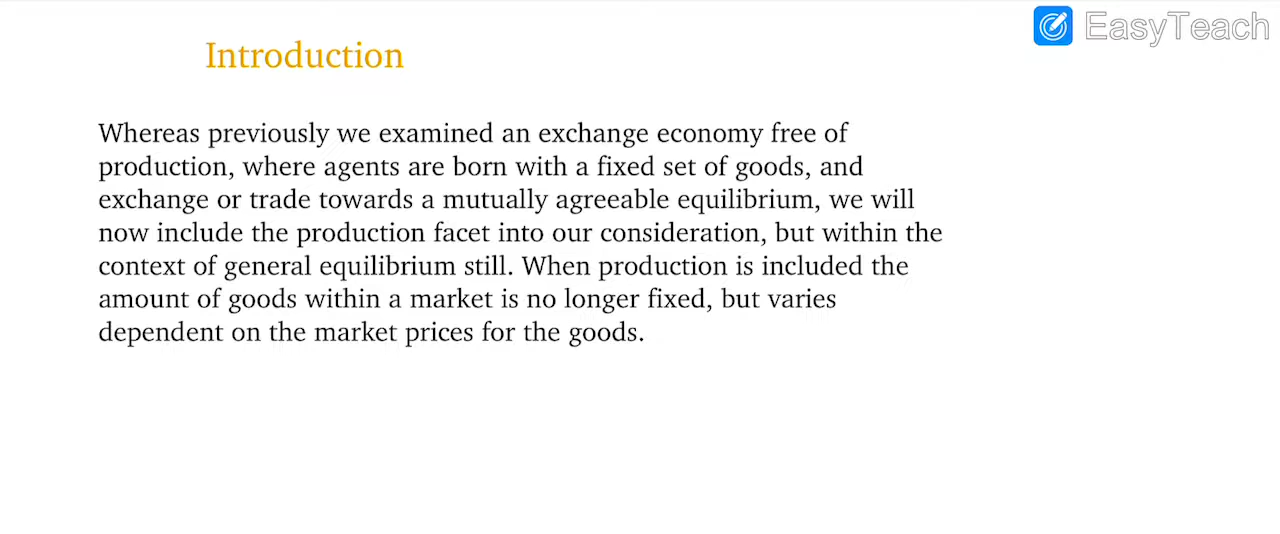 EasyTeach
Introduction
Whereas previously we examined an exchange economy free of
production, where agents are born with a fixed set of goods, and
exchange or trade towards a mutually agreeable equilibrium, we will
now include the production facet into our consideration, but within the
context of general equilibrium still. When production is included the
amount of goods within a market is no longer fixed, but varies
dependent on the market prices for the goods.